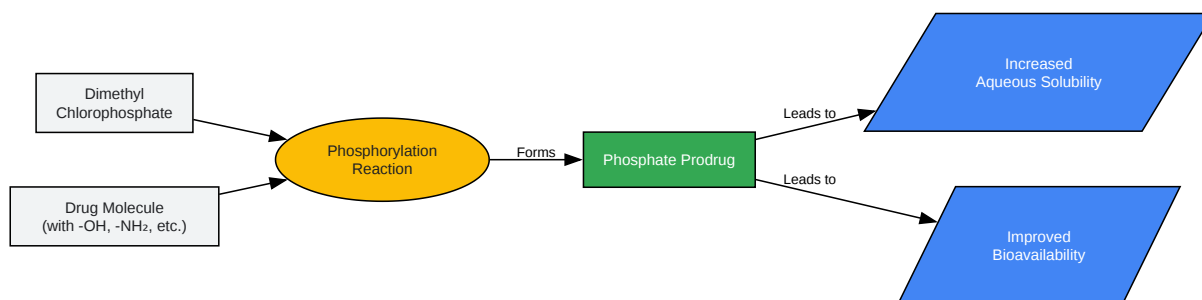 Dimethyl
Chlorophosphate
Drug Molecule
(with -OH, -NH₂, etc.)
Phosphorylation
Reaction
Forms
Phosphate Prodrug
Leads to
Leads to
Increased
Aqueous Solubility
Improved
Bioavailability